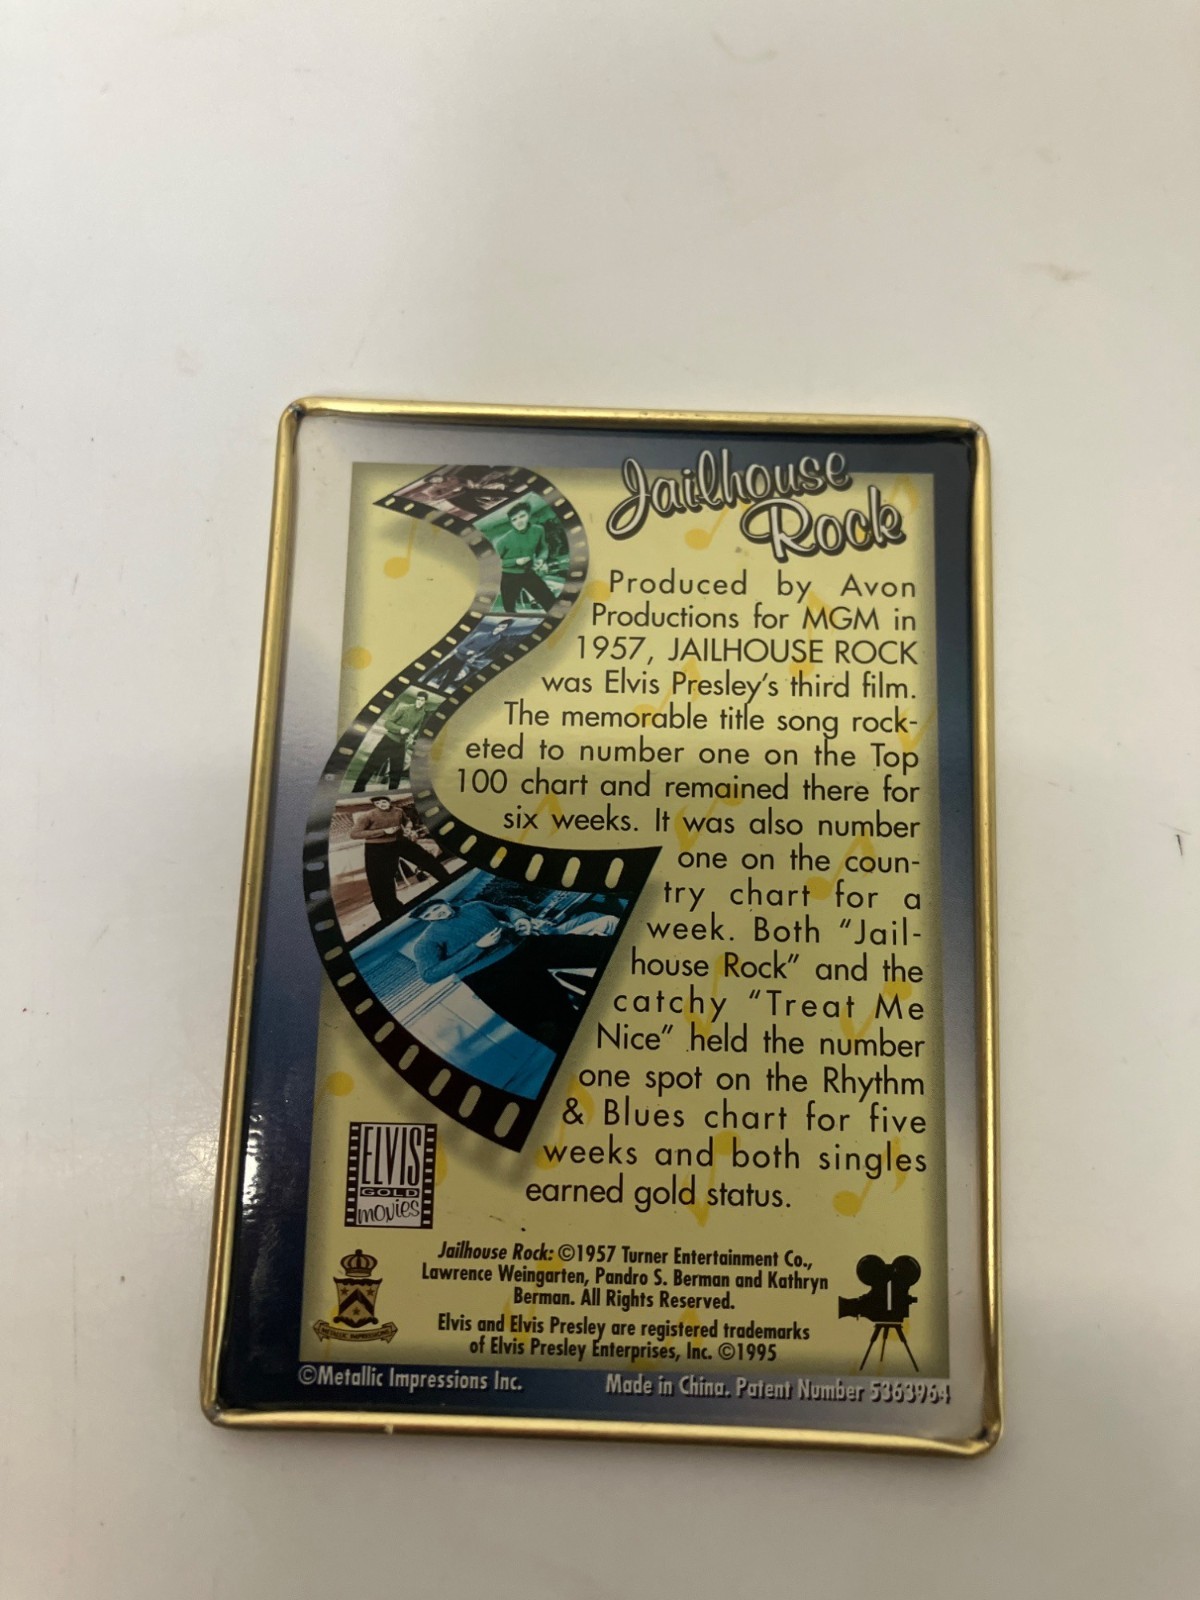 Jailhouse
Rock
Produced by Avon
Productions for MGM in
1957, JAILHOUSE ROCK
was Elvis Presley's third film.
The memorable title song rock-
eted to number one on the Top
100 chart and remained there for
six weeks. It was also number
one on the coun-
try chart for a
week. Both "Jail-
house Rock" and the
catchy "Treat Me
Nice" held the number
one spot on the Rhythm
& Blues chart for five
weeks and both singles
earned gold status.
ELVIS
GOLD
movies
Jailhouse Rock: ©1957 Turner Entertainment Co.,
Lawrence Weingarten, Pandro S. Berman and Kathryn
Berman. All Rights Reserved.
Elvis and Elvis Presley are registered trademarks
of Elvis Presley Enterprises, Inc. ©1995
METALLIC IMPRESSIONS
1
©Metallic Impressions Inc.
Made in China. Patent Number 5363964